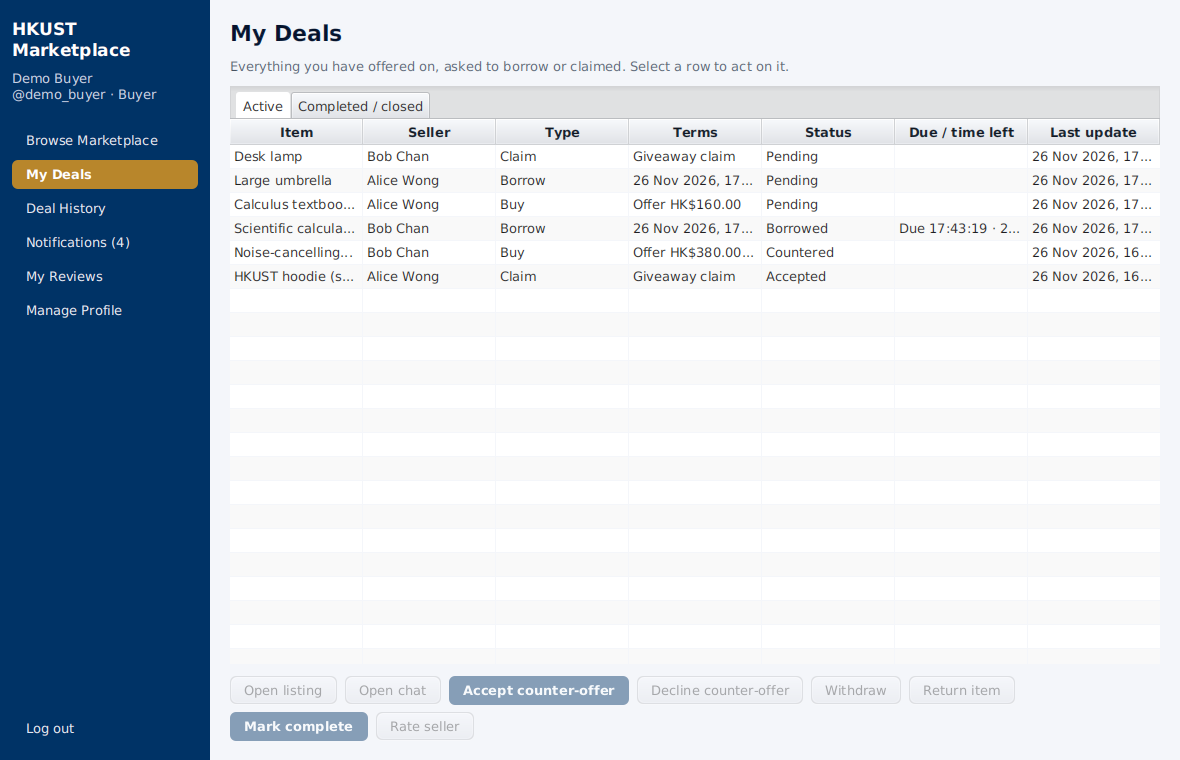 HKUST
Marketplace
Demo Buyer
@demo_buyer · Buyer
Browse Marketplace
My Deals
Deal History
Notifications (4)
My Reviews
Manage Profile
Log out
My Deals
Everything you have offered on, asked to borrow or claimed. Select a row to act on it.
Active Completed / closed
Item Seller Type Terms Status Due / time left Last update
Desk lamp Bob Chan Claim Giveaway claim Pending 26 Nov 2026, 17...
Large umbrella Alice Wong Borrow 26 Nov 2026, 17... Pending 26 Nov 2026, 17...
Calculus textboo... Alice Wong Buy Offer HK$160.00 Pending 26 Nov 2026, 17...
Scientific calcula... Bob Chan Borrow 26 Nov 2026, 17... Borrowed Due 17:43:19 · 2... 26 Nov 2026, 17...
Noise-cancelling... Bob Chan Buy Offer HK$380.00... Countered 26 Nov 2026, 16...
HKUST hoodie (s... Alice Wong Claim Giveaway claim Accepted 26 Nov 2026, 16...
Open listing Open chat Accept counter-offer Decline counter-offer Withdraw Return item
Mark complete Rate seller